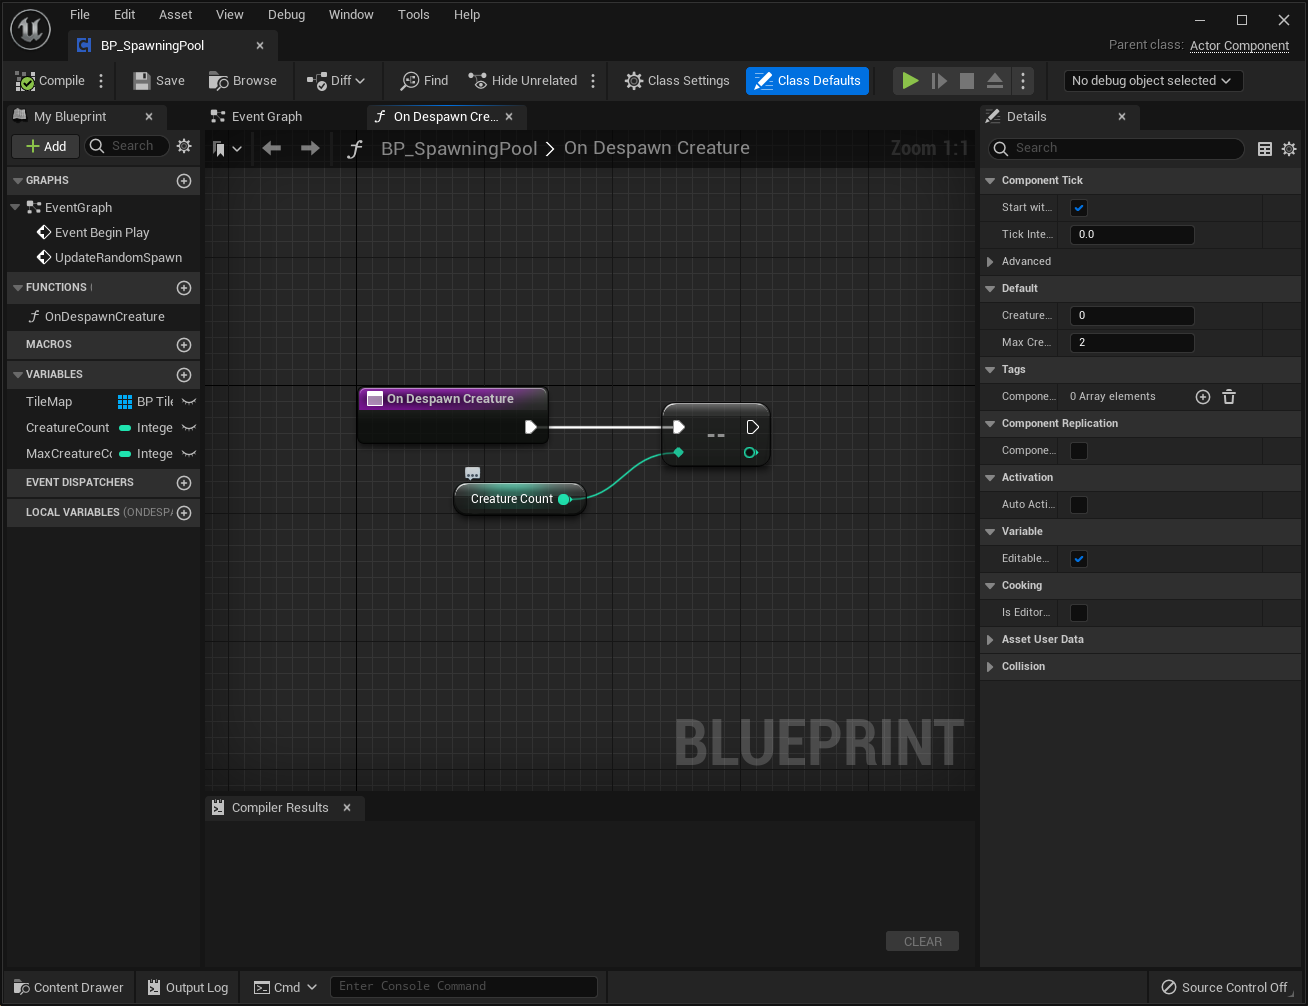 File Edit Asset View Debug Window Tools Help
BP_SpawningPool
Parent class: Actor Component
Compile Save Browse Diff Find Hide Unrelated Class Settings Class Defaults No debug object selected
My Blueprint
Add Search
GRAPHS
EventGraph
Event Begin Play
UpdateRandomSpawn
FUNCTIONS
OnDespawnCreature
MACROS
VARIABLES
TileMap BP Tile
CreatureCount Intege
MaxCreatureCo Intege
EVENT DISPATCHERS
LOCAL VARIABLES (ONDESPA
Event Graph On Despawn Cre...
BP_SpawningPool > On Despawn Creature Zoom 1:1
On Despawn Creature
--
Creature Count
BLUEPRINT
Compiler Results
CLEAR
Details
Search
Component Tick
Start wit...
Tick Inte... 0.0
Advanced
Default
Creature... 0
Max Cre... 2
Tags
Compone... 0 Array elements
Component Replication
Compone...
Activation
Auto Acti...
Variable
Editable...
Cooking
Is Editor...
Asset User Data
Collision
Content Drawer Output Log Cmd Enter Console Command Source Control Off